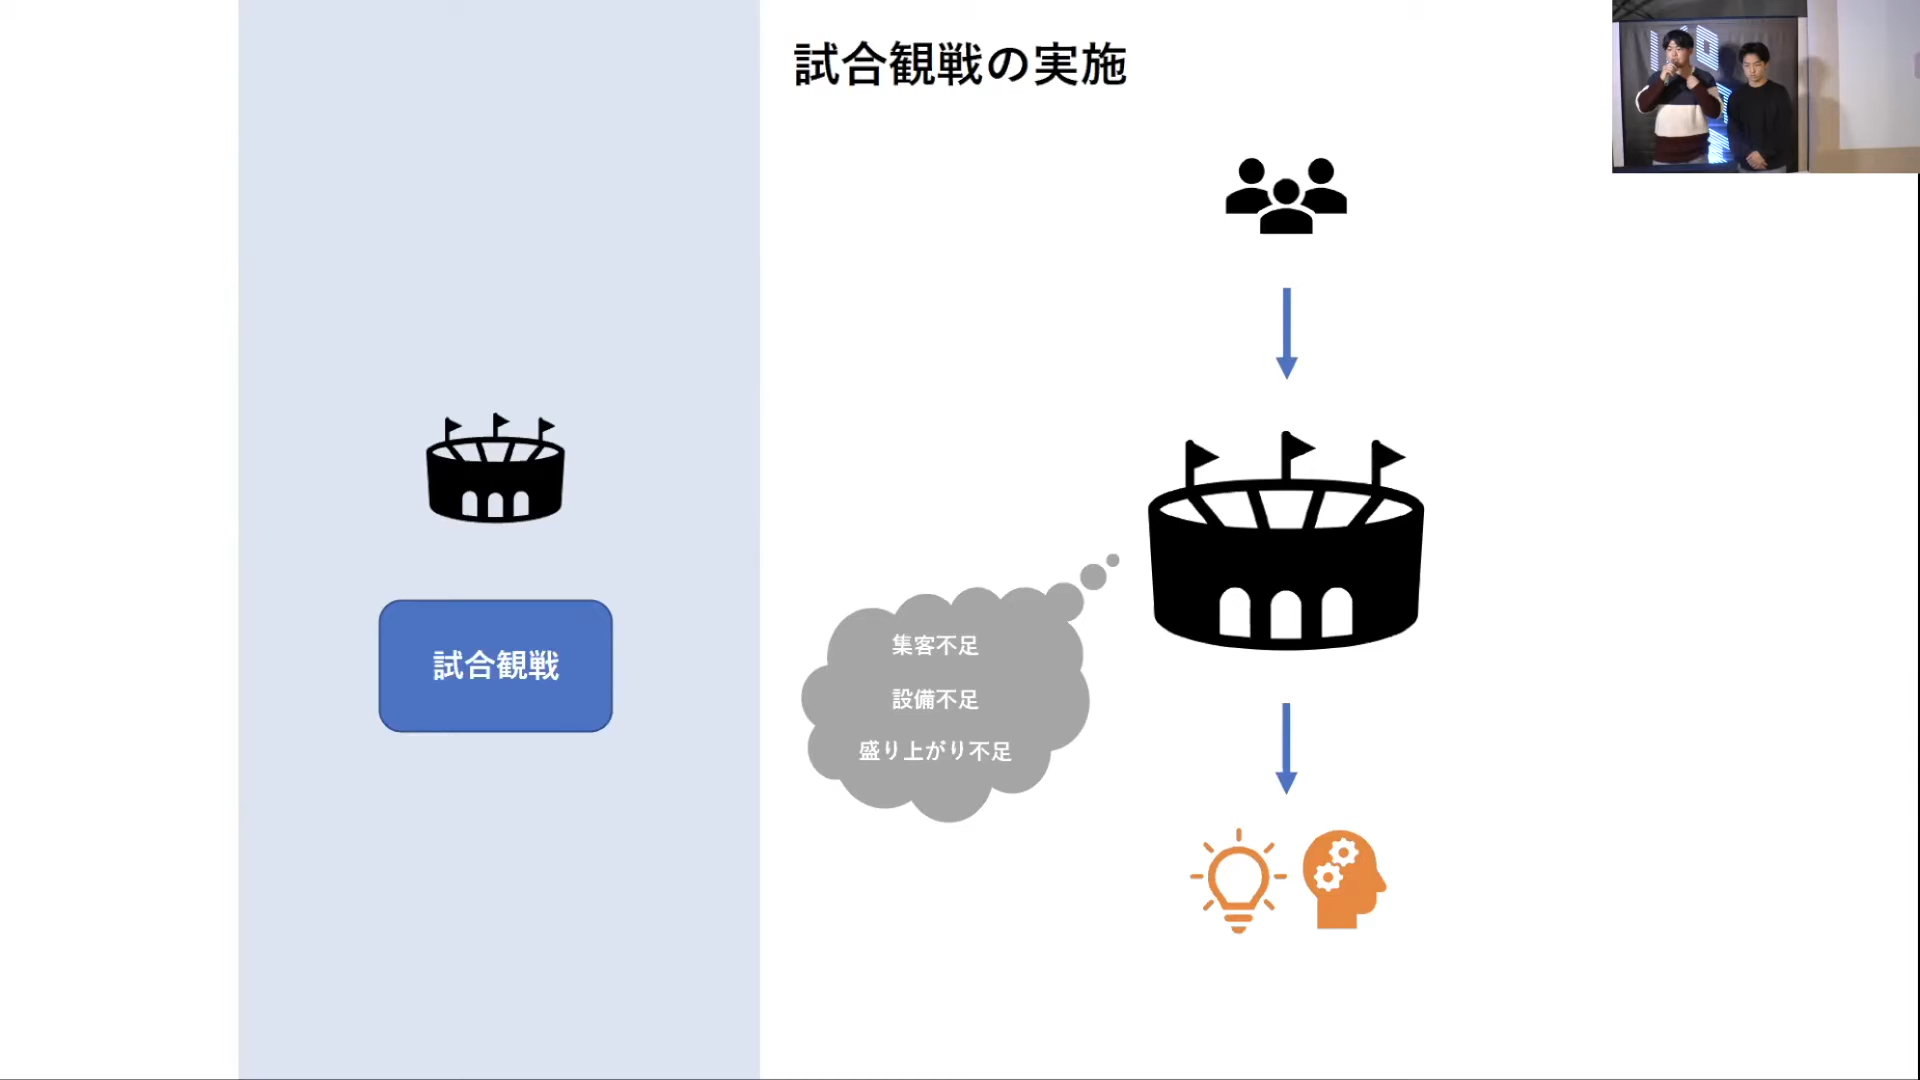 試合観戦の実施
試合観戦
集客不足
設備不足
盛り上がり不足